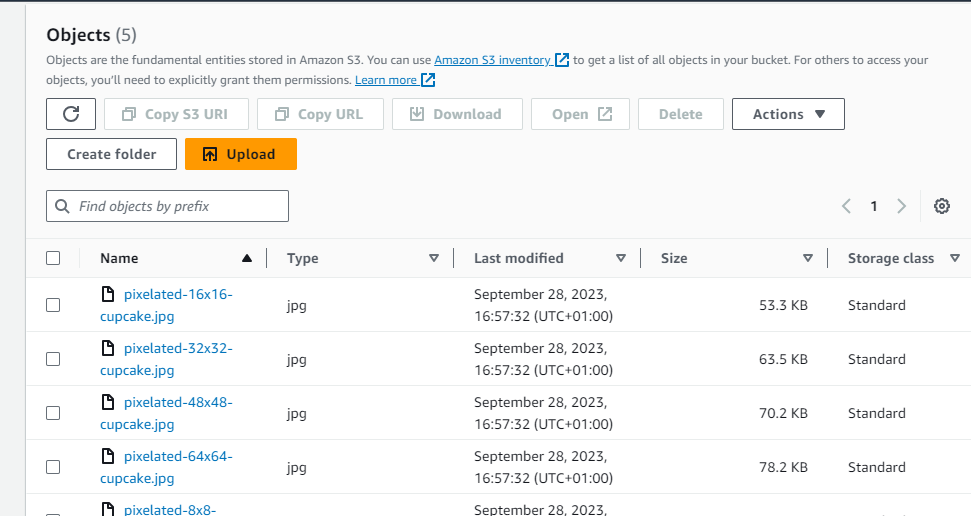 Objects (5)
Objects are the fundamental entities stored in Amazon S3. You can use Amazon S3 inventory to get a list of all objects in your bucket. For others to access your
objects, you'll need to explicitly grant them permissions. Learn more
Copy S3 URI Copy URL Download Open Delete Actions
Create folder Upload
Find objects by prefix 1
Name Type Last modified Size Storage class
pixelated-16x16-
cupcake.jpg
jpg
September 28, 2023,
16:57:32 (UTC+01:00)
53.3 KB
Standard
pixelated-32x32-
cupcake.jpg
jpg
September 28, 2023,
16:57:32 (UTC+01:00)
63.5 KB
Standard
pixelated-48x48-
cupcake.jpg
jpg
September 28, 2023,
16:57:32 (UTC+01:00)
70.2 KB
Standard
pixelated-64x64-
cupcake.jpg
jpg
September 28, 2023,
16:57:32 (UTC+01:00)
78.2 KB
Standard
pixelated-8x8-
September 28, 2023,